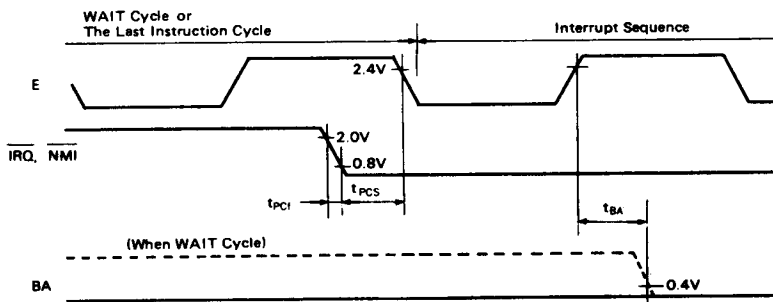 WAIT Cycle or
The Last Instruction Cycle
Interrupt Sequence
2.4V
E
2.0V
IRQ, NMI
0.8V
tPCf tPCS
tBA
(When WAIT Cycle)
BA
0.4V